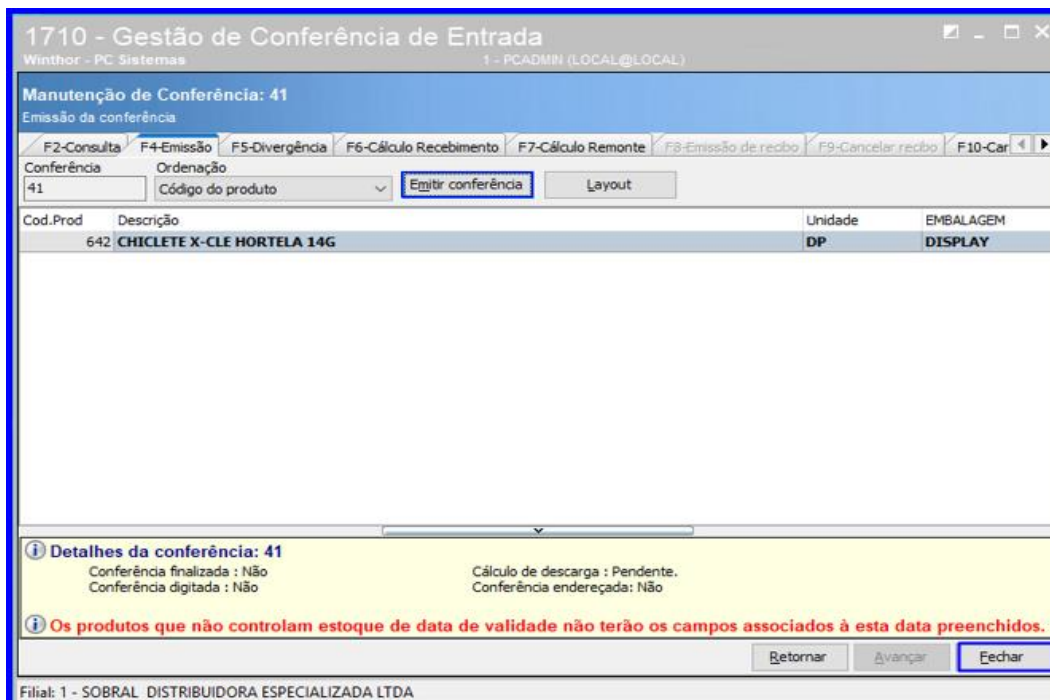 1710 - Gestão de Conferência de Entrada
Winthor - PC Sistemas 1 - PCADMIN (LOCAL@LOCAL)
Manutenção de Conferência: 41
Emissão da conferência
F2-Consulta F4-Emissão F5-Divergência F6-Cálculo Recebimento F7-Cálculo Remonte F8-Emissão de recibo F9-Cancelar recibo F10-Car
Conferência Ordenação
41 Código do produto Emitir conferência Layout
Cod.Prod Descrição Unidade EMBALAGEM
642 CHICLETE X-CLE HORTELA 14G DP DISPLAY
Detalhes da conferência: 41
Conferência finalizada : Não Cálculo de descarga : Pendente.
Conferência digitada : Não Conferência endereçada: Não
Os produtos que não controlam estoque de data de validade não terão os campos associados à esta data preenchidos.
Retornar Avançar Fechar
Filial: 1 - SOBRAL DISTRIBUIDORA ESPECIALIZADA LTDA